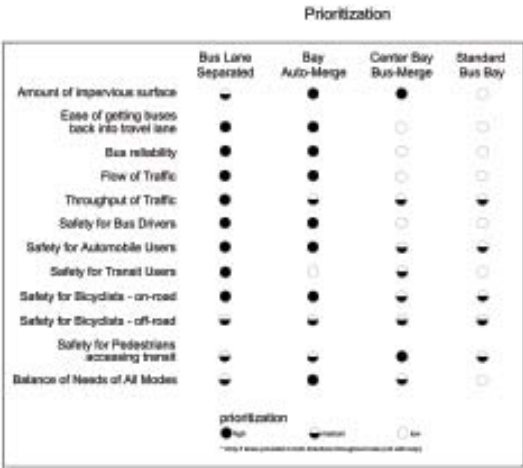 Prioritization
Bus Lane Separated
Bay Auto-Merge
Center Bay Bus-Merge
Standard Bus Bay
Amount of impervious surface
Ease of getting buses
back into travel lane
Bus reliability
Flow of Traffic
Throughput of Traffic
Safety for Bus Drivers
Safety for Automobile Users
Safety for Transit Users
Safety for Bicyclists - on-road
Safety for Bicyclists - off-road
Safety for Pedestrians
accessing transit
Balance of Needs of All Modes
prioritization
high medium low